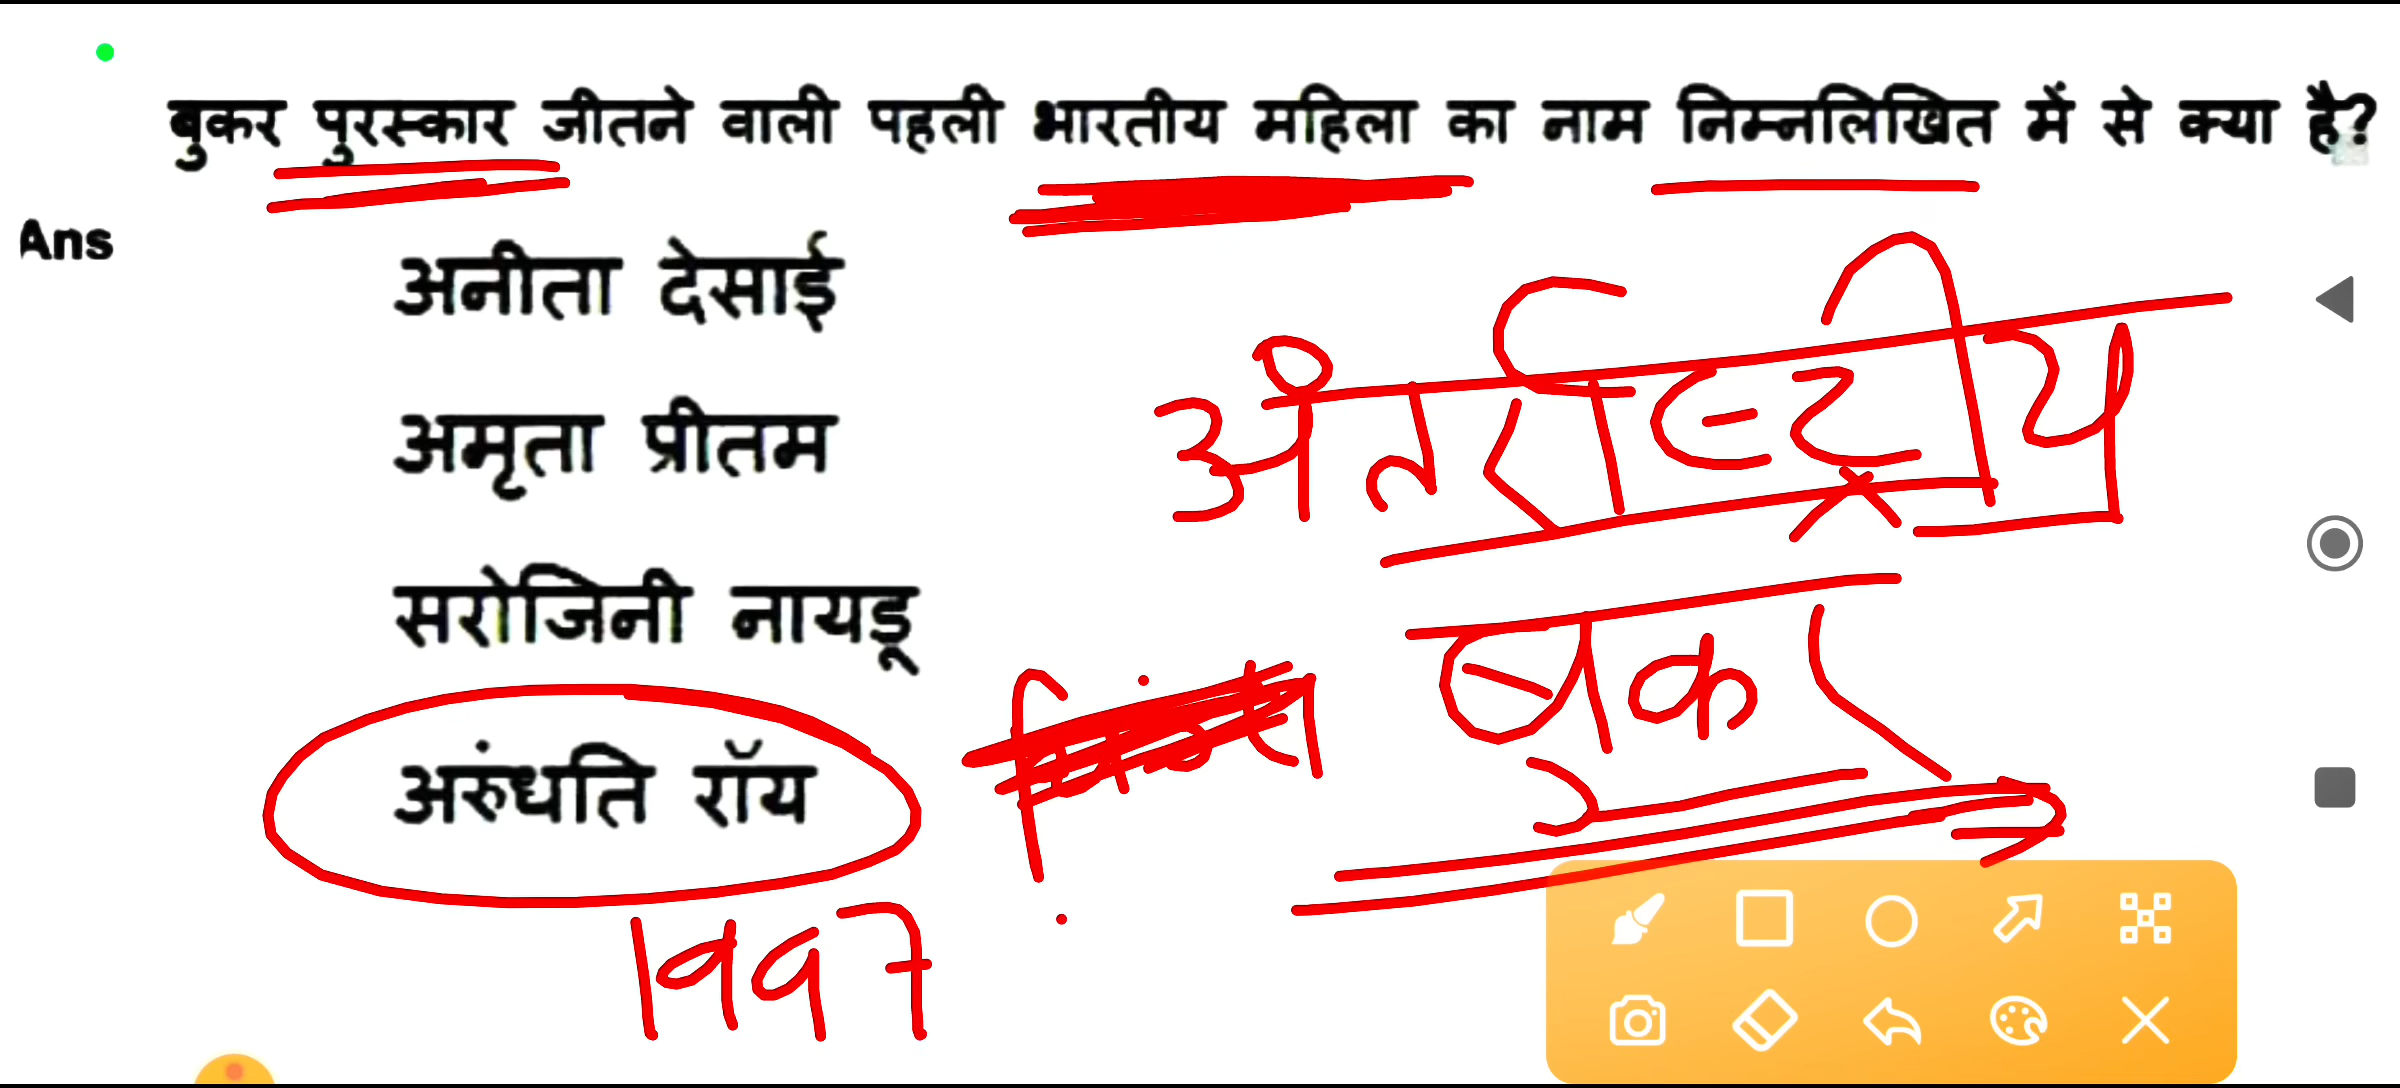 बुकर पुरस्कार जीतने वाली पहली भारतीय महिला का नाम निम्नलिखित में से क्या है?
Ans
अनीता देसाई
अमृता प्रीतम
सरोजिनी नायडू
अरुंधति रॉय
1997
अंतर्राष्ट्रीय
बुकर